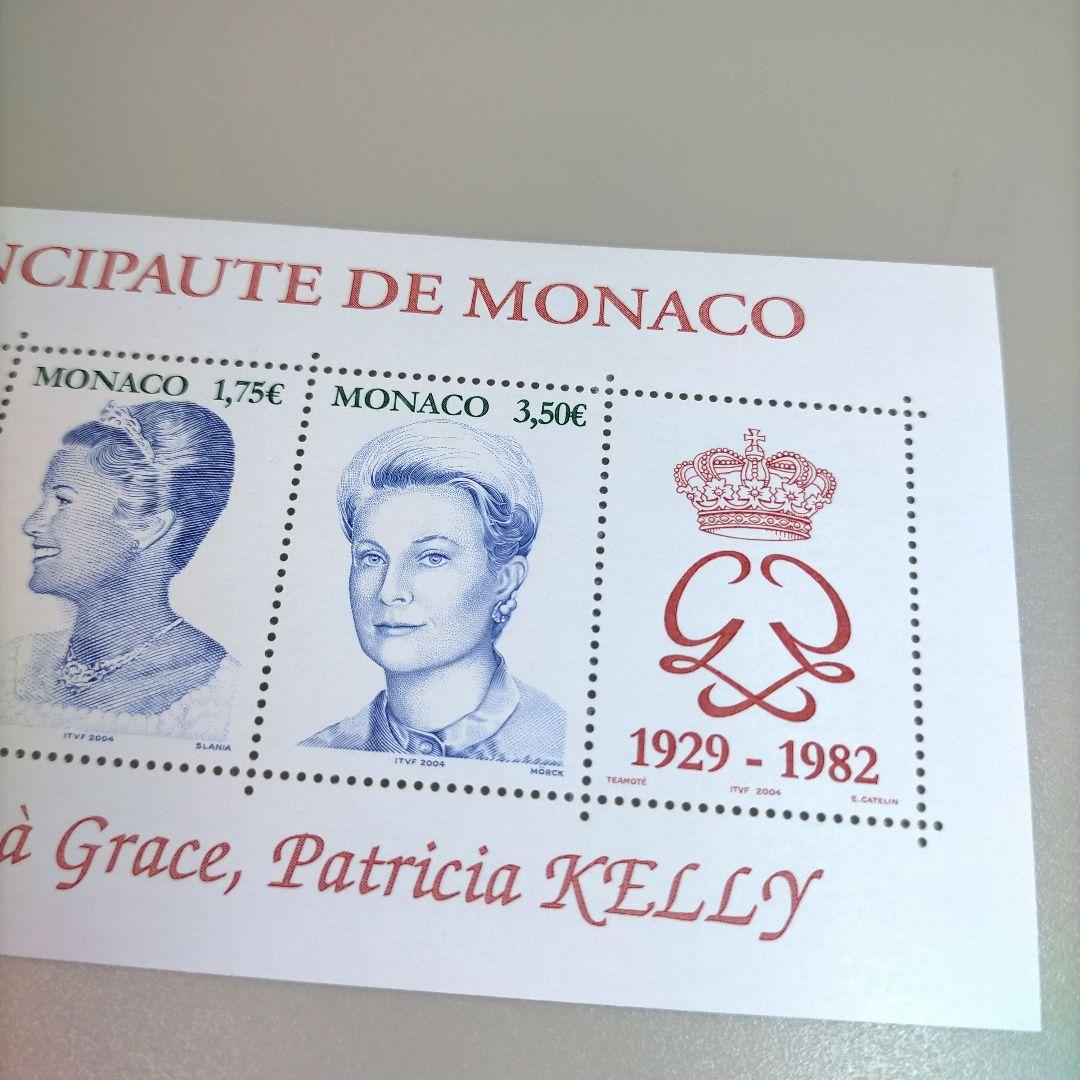 NCIPAUTE DE MONACO
MONACO 1,75€
MONACO 3,50€
ITVF 2004 SLANIA
ITVF 2004 MÖRCK
1929 - 1982
TEAMOTÉ ITVF 2004 E.CATELIN
à Grace, Patricia KELLY